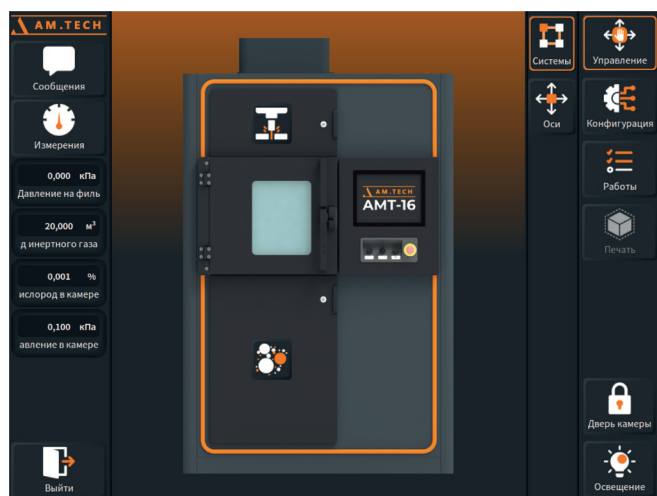 AM.TECH
Сообщения
Измерения
0,000 кПа
Давление на филь
20,000 м³
д инертного газа
0,001 %
ислород в камере
0,100 кПа
авление в камере
Выйти
AM.TECH
AMT-16
Системы
Оси
Управление
Конфигурация
Работы
Печать
Дверь камеры
Освещение